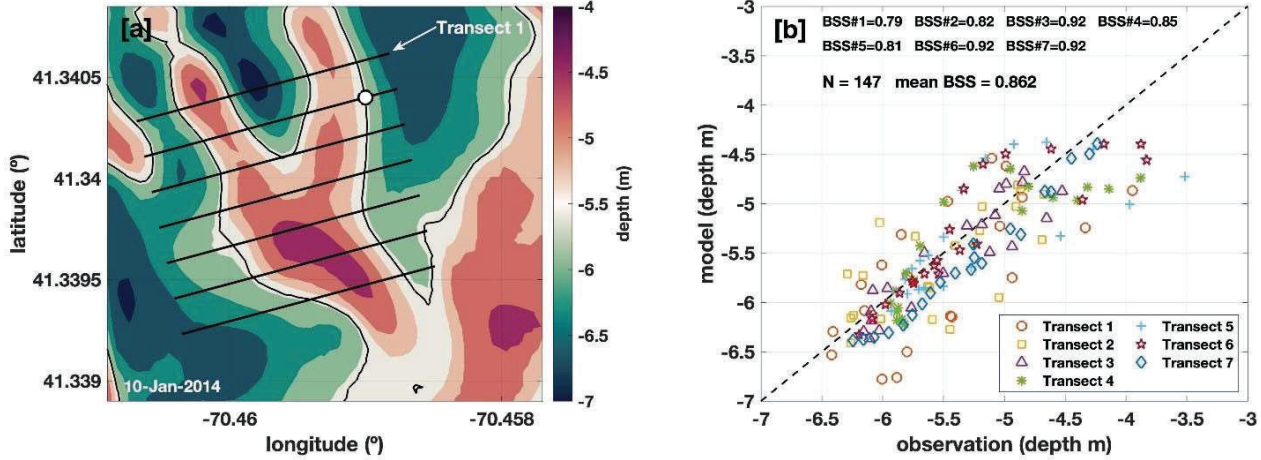 [a]
Transect 1
10-Jan-2014
41.3405
41.34
41.3395
41.339
latitude (º)
-70.46
-70.458
longitude (º)
-4
-4.5
-5
-5.5
-6
-6.5
-7
depth (m)
[b]
BSS#1=0.79 BSS#2=0.82 BSS#3=0.92 BSS#4=0.85
BSS#5=0.81 BSS#6=0.92 BSS#7=0.92
N = 147 mean BSS = 0.862
-3
-3.5
-4
-4.5
-5
-5.5
-6
-6.5
-7
model (depth m)
Transect 1
Transect 2
Transect 3
Transect 4
Transect 5
Transect 6
Transect 7
-7 -6.5 -6 -5.5 -5 -4.5 -4 -3.5 -3
observation (depth m)